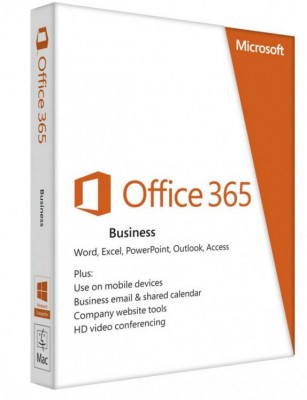 Microsoft
Office 365
Business
Word, Excel, PowerPoint, Outlook, Access
Plus:
Use on mobile devices
Business email & shared calendar
Company website tools
HD video conferencing
Office 365
Business
Mac